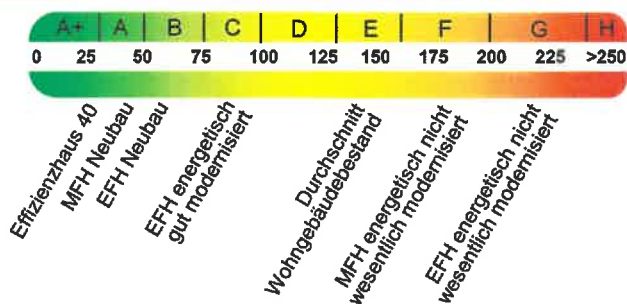 A+ A B C D E F G H
0 25 50 75 100 125 150 175 200 225 >250
Effizienzhaus 40
MFH Neubau
EFH Neubau
EFH energetisch
gut modernisiert
Durchschnitt
Wohngebäudebestand
MFH energetisch nicht
wesentlich modernisiert
EFH energetisch nicht
wesentlich modernisiert